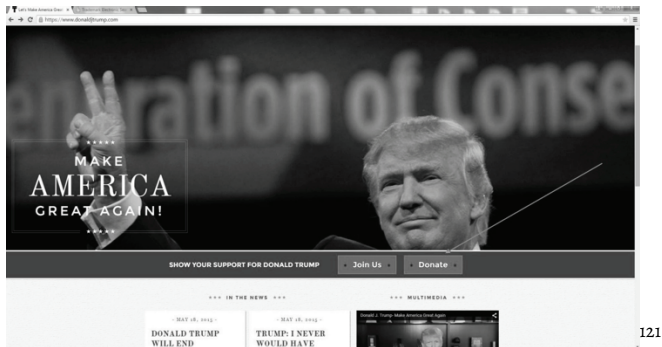 Let's Make America Great
https://www.donaldjtrump.com
eneration of Conse
MAKE
AMERICA
GREAT AGAIN!
SHOW YOUR SUPPORT FOR DONALD TRUMP
Join Us
Donate
IN THE NEWS
MULTIMEDIA
- MAY 18, 2015 -
DONALD TRUMP
WILL END
- MAY 18, 2015 -
TRUMP: I NEVER
WOULD HAVE
Donald J. Trump- Make America Great Again
121